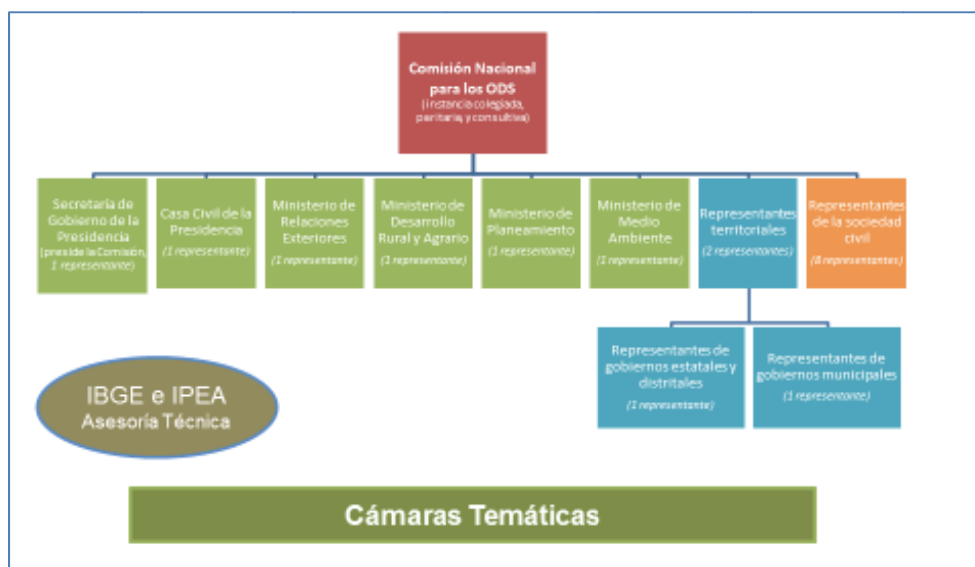 Comisión Nacional
para los ODS
(instancia colegiada,
paritaria, y consultiva)
Secretaría de
Gobierno de la
Presidencia
(preside la Comisión,
1 representante)
Casa Civil de la
Presidencia
(1 representante)
Ministerio de
Relaciones
Exteriores
(1 representante)
Ministerio de
Desarrollo
Rural y Agrario
(1 representante)
Ministerio de
Planeamiento
(1 representante)
Ministerio de
Medio
Ambiente
(1 representante)
Representantes
territoriales
(2 representantes)
Representantes
de la sociedad
civil
(8 representantes)
Representantes de
gobiernos estatales y
distritales
(1 representante)
Representantes de
gobiernos municipales
(1 representante)
IBGE e IPEA
Asesoría Técnica
Cámaras Temáticas